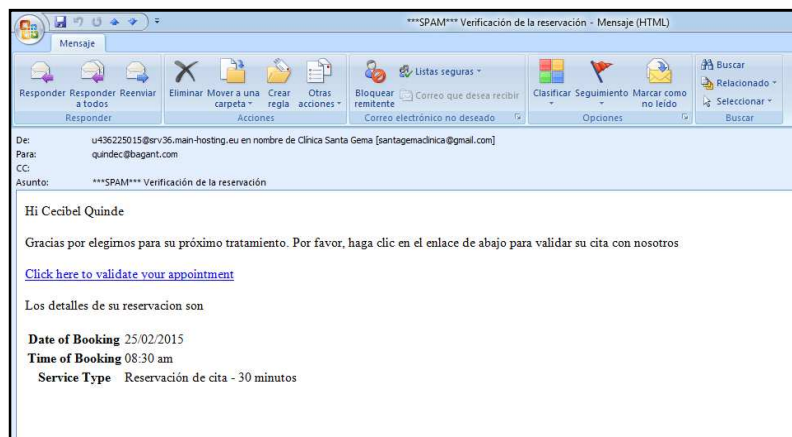 ***SPAM*** Verificación de la reservación - Mensaje (HTML)
Mensaje
Responder Responder a todos Reenviar
Eliminar Mover a una carpeta Crear regla Otras acciones
Bloquear remitente Listas seguras Correo que desea recibir
Clasificar Seguimiento Marcar como no leído
Buscar
Relacionado
Seleccionar
Responder Acciones Correo electrónico no deseado Opciones Buscar
De: u436225015@srv36.main-hosting.eu en nombre de Clínica Santa Gema [santagemaclinica@gmail.com]
Para: quindec@bagant.com
CC:
Asunto: ***SPAM*** Verificación de la reservación
Hi Cecibel Quinde
Gracias por elegirnos para su próximo tratamiento. Por favor, haga clic en el enlace de abajo para validar su cita con nosotros
Click here to validate your appointment
Los detalles de su reservacion son
Date of Booking 25/02/2015
Time of Booking 08:30 am
Service Type Reservación de cita - 30 minutos